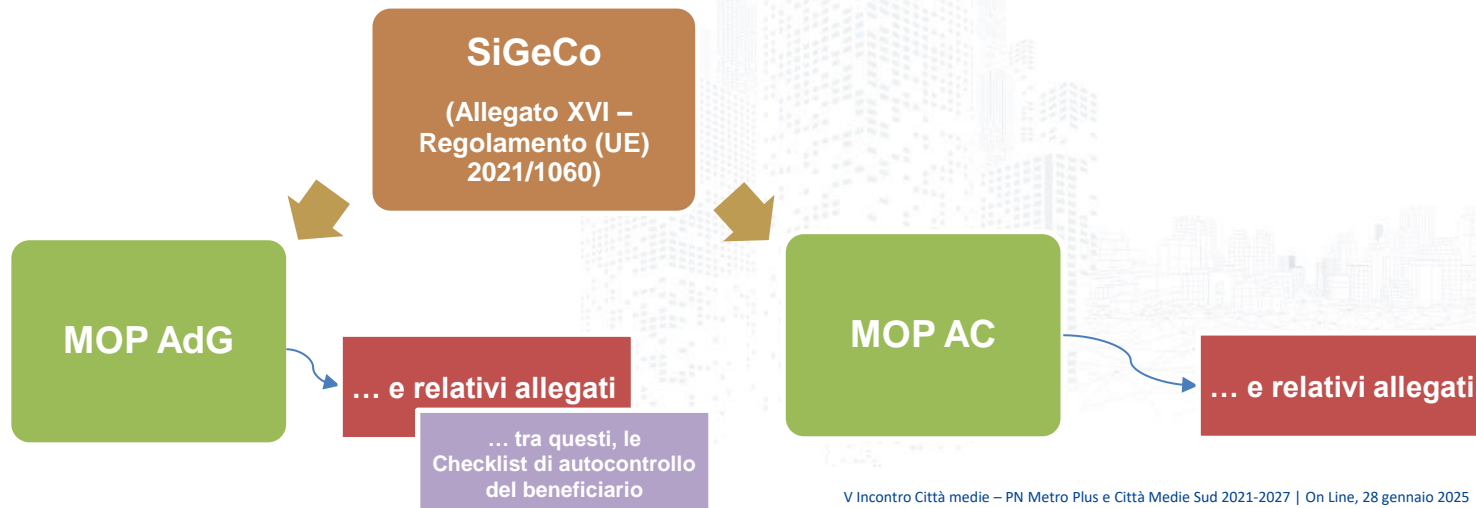 SiGeCo
(Allegato XVI –
Regolamento (UE)
2021/1060)
MOP AdG
… e relativi allegati
… tra questi, le
Checklist di autocontrollo
del beneficiario
MOP AC
… e relativi allegati
V Incontro Città medie – PN Metro Plus e Città Medie Sud 2021-2027 | On Line, 28 gennaio 2025